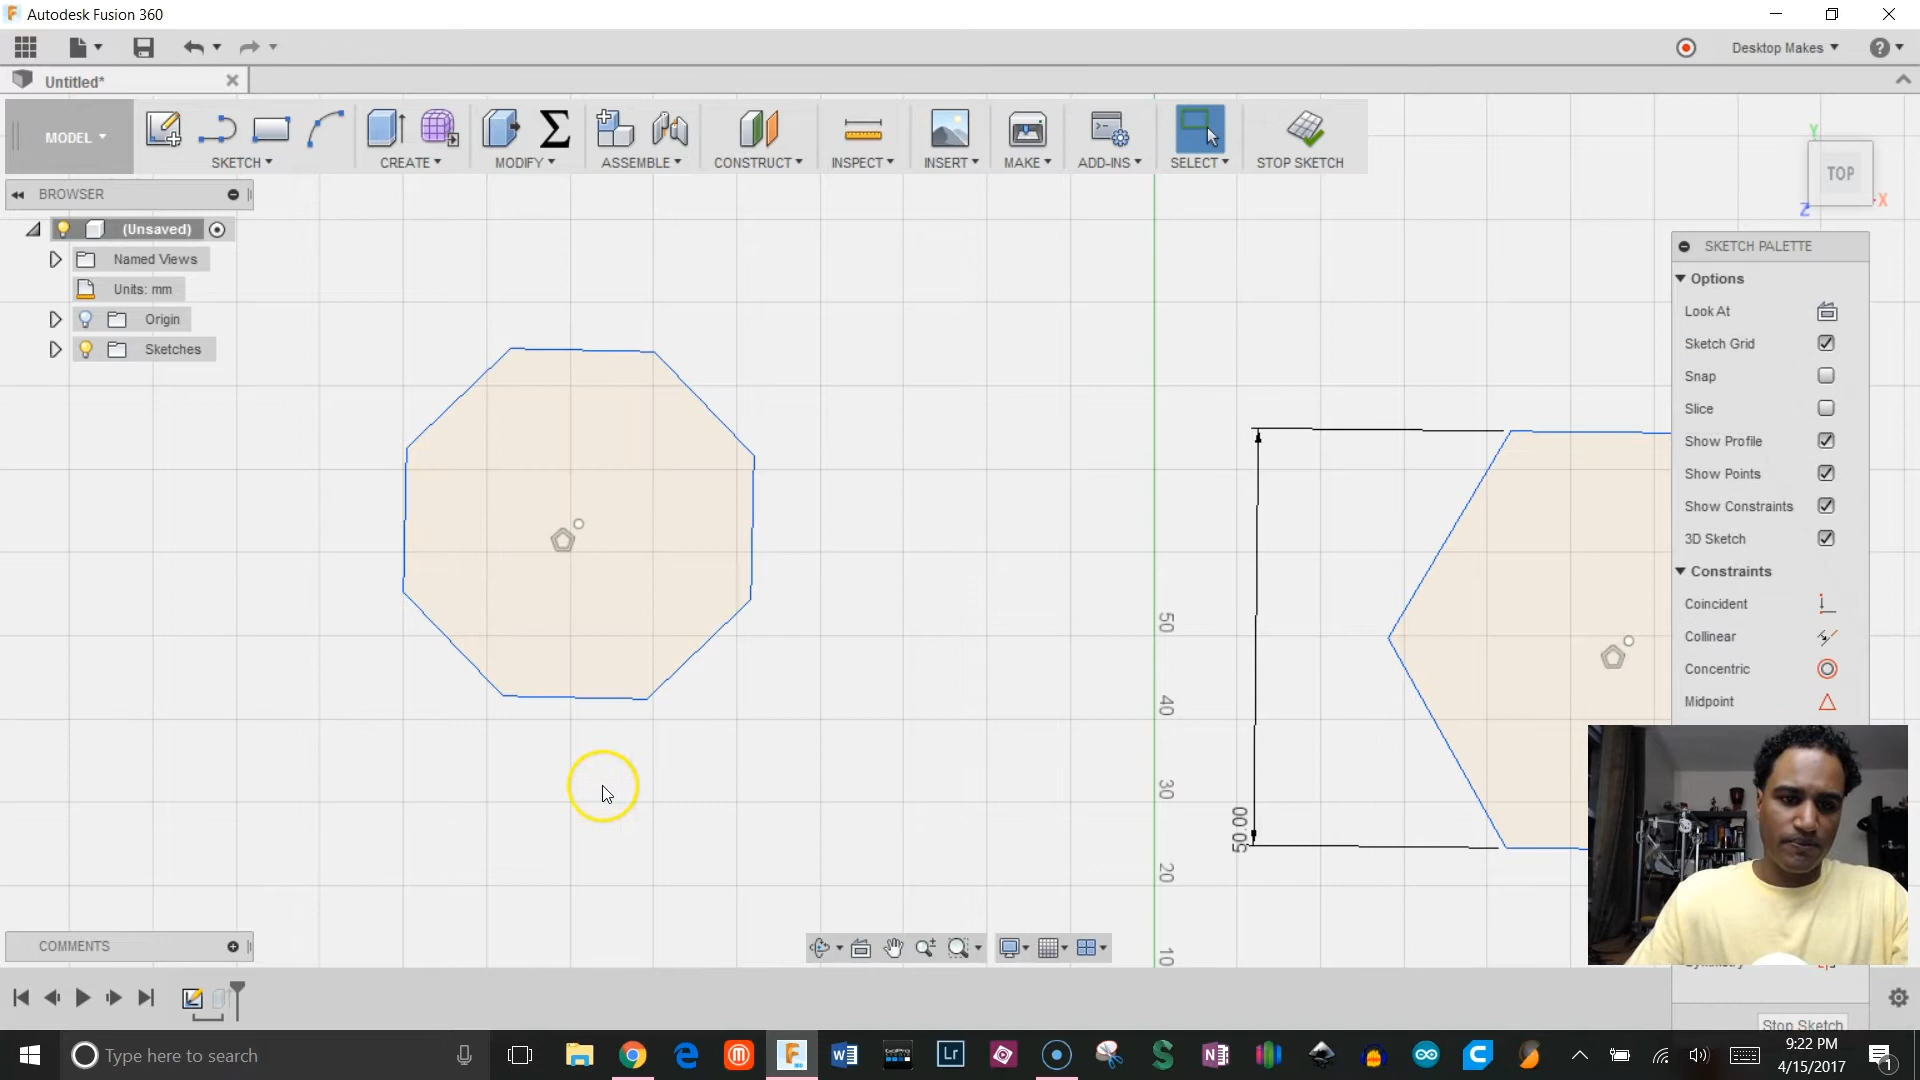 Autodesk Fusion 360
Desktop Makes
Untitled*
MODEL
SKETCH
CREATE
MODIFY
ASSEMBLE
CONSTRUCT
INSPECT
INSERT
MAKE
ADD-INS
SELECT
STOP SKETCH
TOP
Y
X
Z
BROWSER
(Unsaved)
Named Views
Units: mm
Origin
Sketches
SKETCH PALETTE
Options
Look At
Sketch Grid
Snap
Slice
Show Profile
Show Points
Show Constraints
3D Sketch
Constraints
Coincident
Collinear
Concentric
Midpoint
50
40
30
20
10
50.00
COMMENTS
Stop Sketch
Type here to search
Lr
9:22 PM
4/15/2017
1